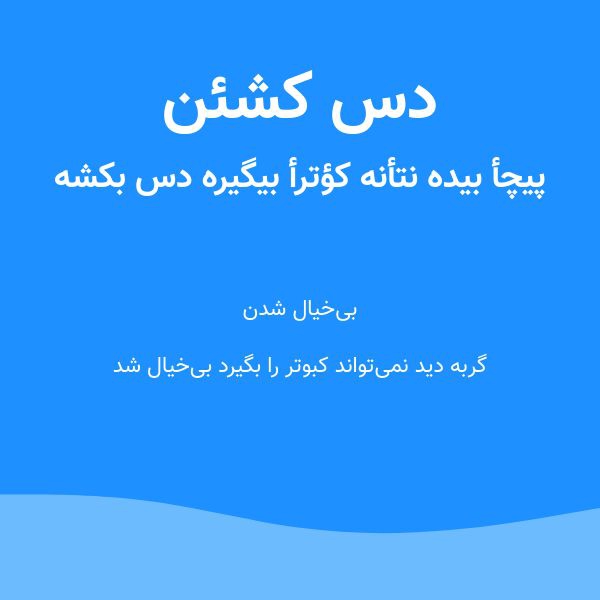 دس کشئن
پیچأ بیده نتأنه کؤترأ بیگیره دس بکشه
بی‌خیال شدن
گربه دید نمی‌تواند کبوتر را بگیرد بی‌خیال شد